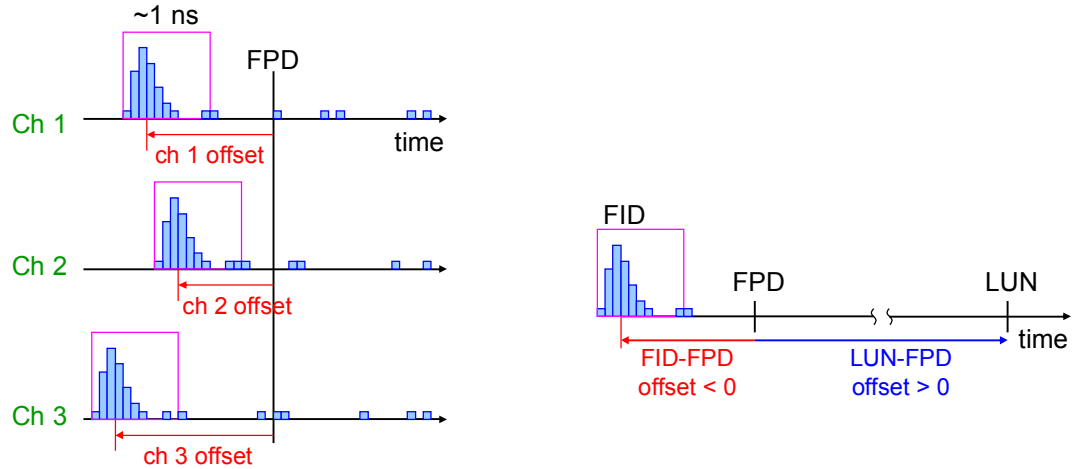 ~1 ns
FPD
Ch 1
time
ch 1 offset
Ch 2
ch 2 offset
Ch 3
ch 3 offset
FID
FPD
LUN
time
FID-FPD
offset < 0
LUN-FPD
offset > 0